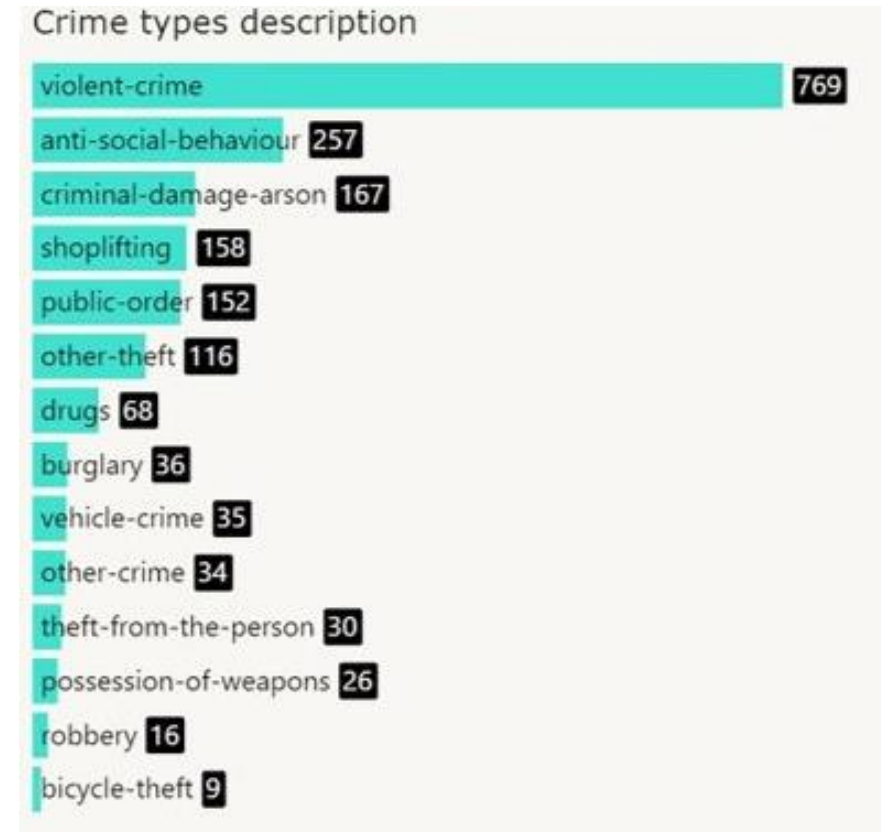 Crime types description
violent-crime 769
anti-social-behaviour 257
criminal-damage-arson 167
shoplifting 158
public-order 152
other-theft 116
drugs 68
burglary 36
vehicle-crime 35
other-crime 34
theft-from-the-person 30
possession-of-weapons 26
robbery 16
bicycle-theft 9